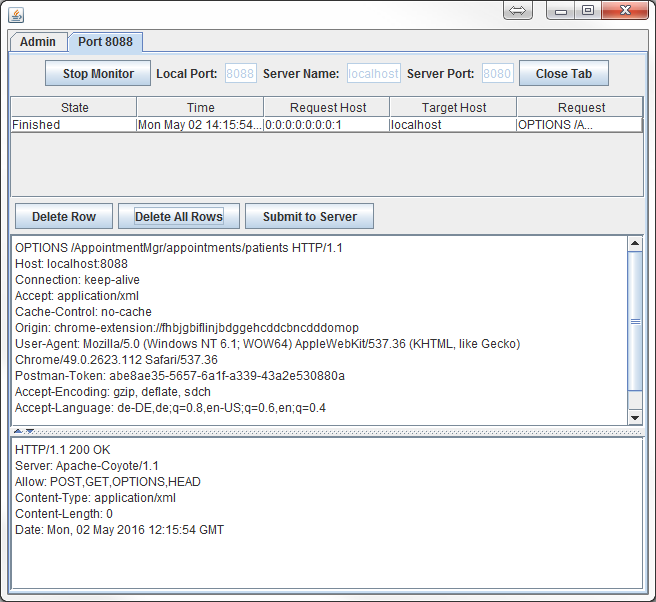 Admin Port 8088
Stop Monitor Local Port: 8088 Server Name: localhost Server Port: 8080 Close Tab
State Time Request Host Target Host Request
Finished Mon May 02 14:15:54... 0:0:0:0:0:0:0:1 localhost OPTIONS /A...
Delete Row Delete All Rows Submit to Server
OPTIONS /AppointmentMgr/appointments/patients HTTP/1.1
Host: localhost:8088
Connection: keep-alive
Accept: application/xml
Cache-Control: no-cache
Origin: chrome-extension://fhbjgbiflinjbdggehcddcbncdddomop
User-Agent: Mozilla/5.0 (Windows NT 6.1; WOW64) AppleWebKit/537.36 (KHTML, like Gecko)
Chrome/49.0.2623.112 Safari/537.36
Postman-Token: abe8ae35-5657-6a1f-a339-43a2e530880a
Accept-Encoding: gzip, deflate, sdch
Accept-Language: de-DE,de;q=0.8,en-US;q=0.6,en;q=0.4
HTTP/1.1 200 OK
Server: Apache-Coyote/1.1
Allow: POST,GET,OPTIONS,HEAD
Content-Type: application/xml
Content-Length: 0
Date: Mon, 02 May 2016 12:15:54 GMT